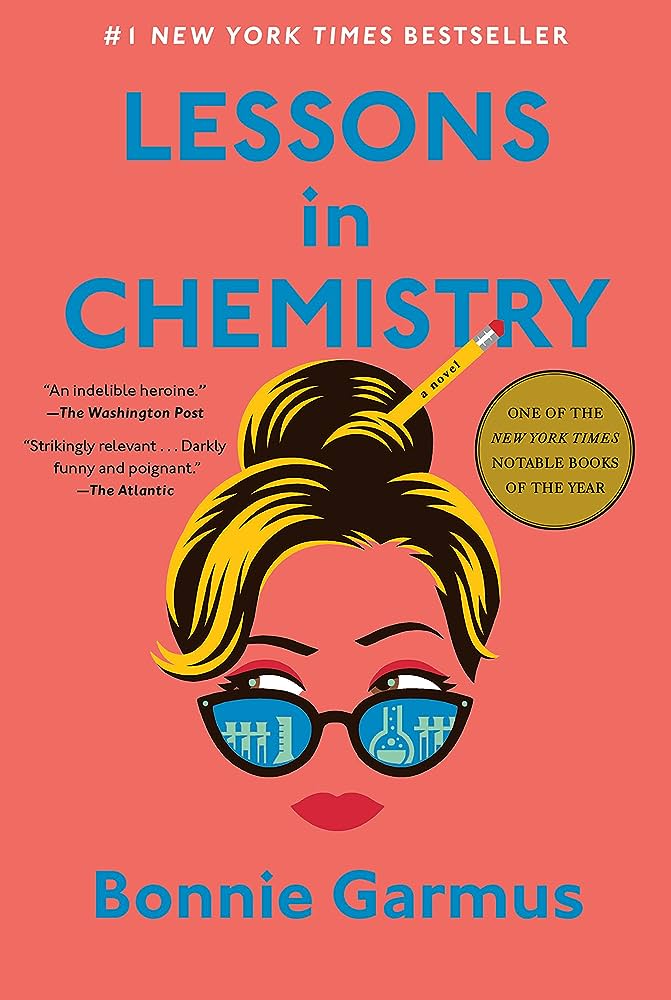 #1 NEW YORK TIMES BESTSELLER
LESSONS
in
CHEMISTRY
a novel
“An indelible heroine.”
—The Washington Post
“Strikingly relevant . . . Darkly
funny and poignant.”
—The Atlantic
ONE OF THE
NEW YORK TIMES
NOTABLE BOOKS
OF THE YEAR
Bonnie Garmus